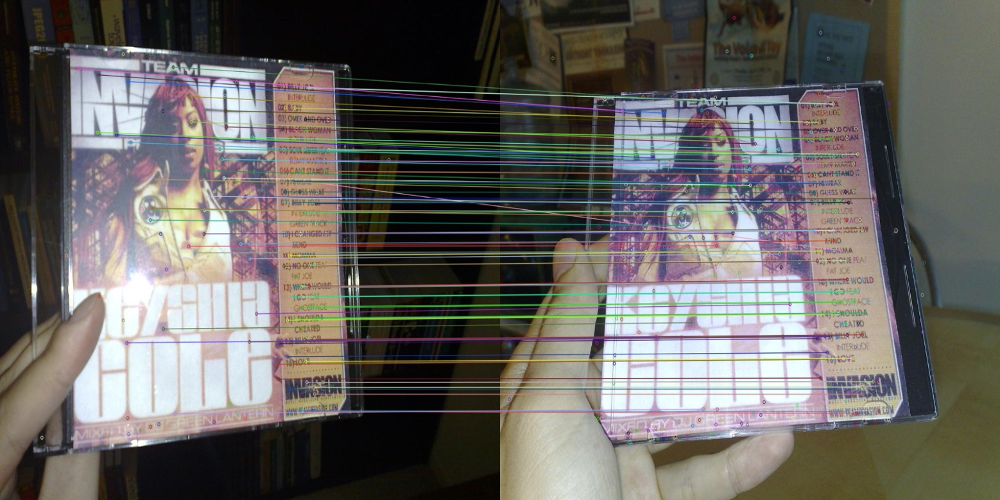 TEAM
INVASION
01) BILLY JOEL
INTERLUDE
02) BABY
03) OVER AND OVER
04) BLACK WOMAN
INTERLUDE
REMY MARTIN
06) CANT STAND IT
07) I SWEAR
08) GUESS WHAT
09) BILLY JOEL
INTERLUDE
GREEN TRACK
10) I CHANGED MY
MIND
11) MOMMA
12) NO ONE FEAT
FAT JOE
13) WHERE WOULD
I GO FEAT
GHOSTFACE
14) I SHOULDA
CHEATED
15) BILLY JOEL
INTERLUDE
16) LOVE
KEYSHIA
COLE
INVASION
WWW.TEAMINVASION.COM
MIXED BY DJ GREEN LANTERN
TEAM
INVASION
01) BILLY JOEL
INTERLUDE
02) BABY
03) OVER AND OVER
04) BLACK WOMAN
INTERLUDE
REMY MARTIN
06) CANT STAND IT
07) I SWEAR
08) GUESS WHAT
09) BILLY JOEL
INTERLUDE
GREEN TRACK
10) I CHANGED MY
MIND
11) MOMMA
12) NO ONE FEAT
FAT JOE
13) WHERE WOULD
I GO FEAT
GHOSTFACE
14) I SHOULDA
CHEATED
15) BILLY JOEL
INTERLUDE
16) LOVE
KEYSHIA
COLE
INVASION
WWW.TEAMINVASION.COM
MIXED BY DJ GREEN LANTERN